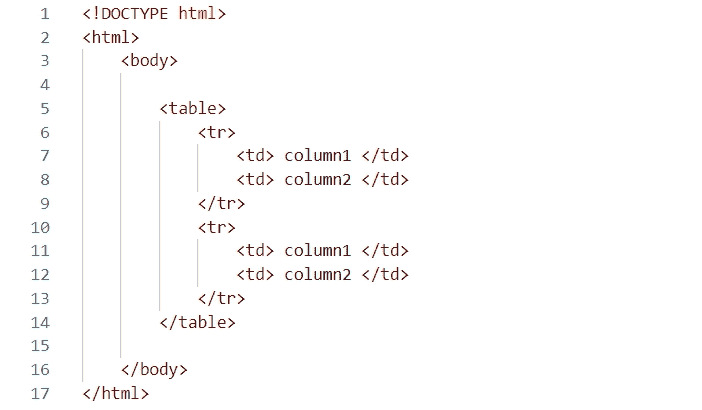 1 <!DOCTYPE html>
2 <html>
3 <body>
4
5 <table>
6 <tr>
7 <td> column1 </td>
8 <td> column2 </td>
9 </tr>
10 <tr>
11 <td> column1 </td>
12 <td> column2 </td>
13 </tr>
14 </table>
15
16 </body>
17 </html>